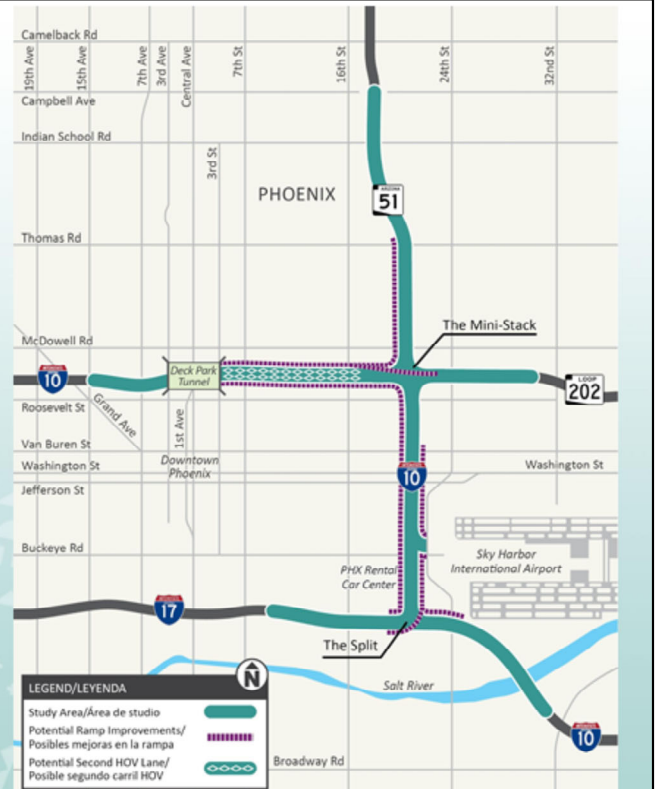 Camelback Rd
19th Ave
15th Ave
7th Ave
3rd Ave
Central Ave
7th St
16th St
24th St
32nd St
Campbell Ave
Indian School Rd
3rd St
PHOENIX
ARIZONA
51
Thomas Rd
The Mini-Stack
McDowell Rd
INTERSTATE
10
Deck Park
Tunnel
LOOP
202
Roosevelt St
Grand Ave
1st Ave
Van Buren St
Washington St
Downtown
Phoenix
INTERSTATE
10
Washington St
Jefferson St
Buckeye Rd
PHX Rental
Car Center
Sky Harbor
International Airport
INTERSTATE
17
The Split
Salt River
N
INTERSTATE
10
Broadway Rd
LEGEND/LEYENDA
Study Area/Área de studio
Potential Ramp Improvements/
Posibles mejoras en la rampa
Potential Second HOV Lane/
Posible segundo carril HOV